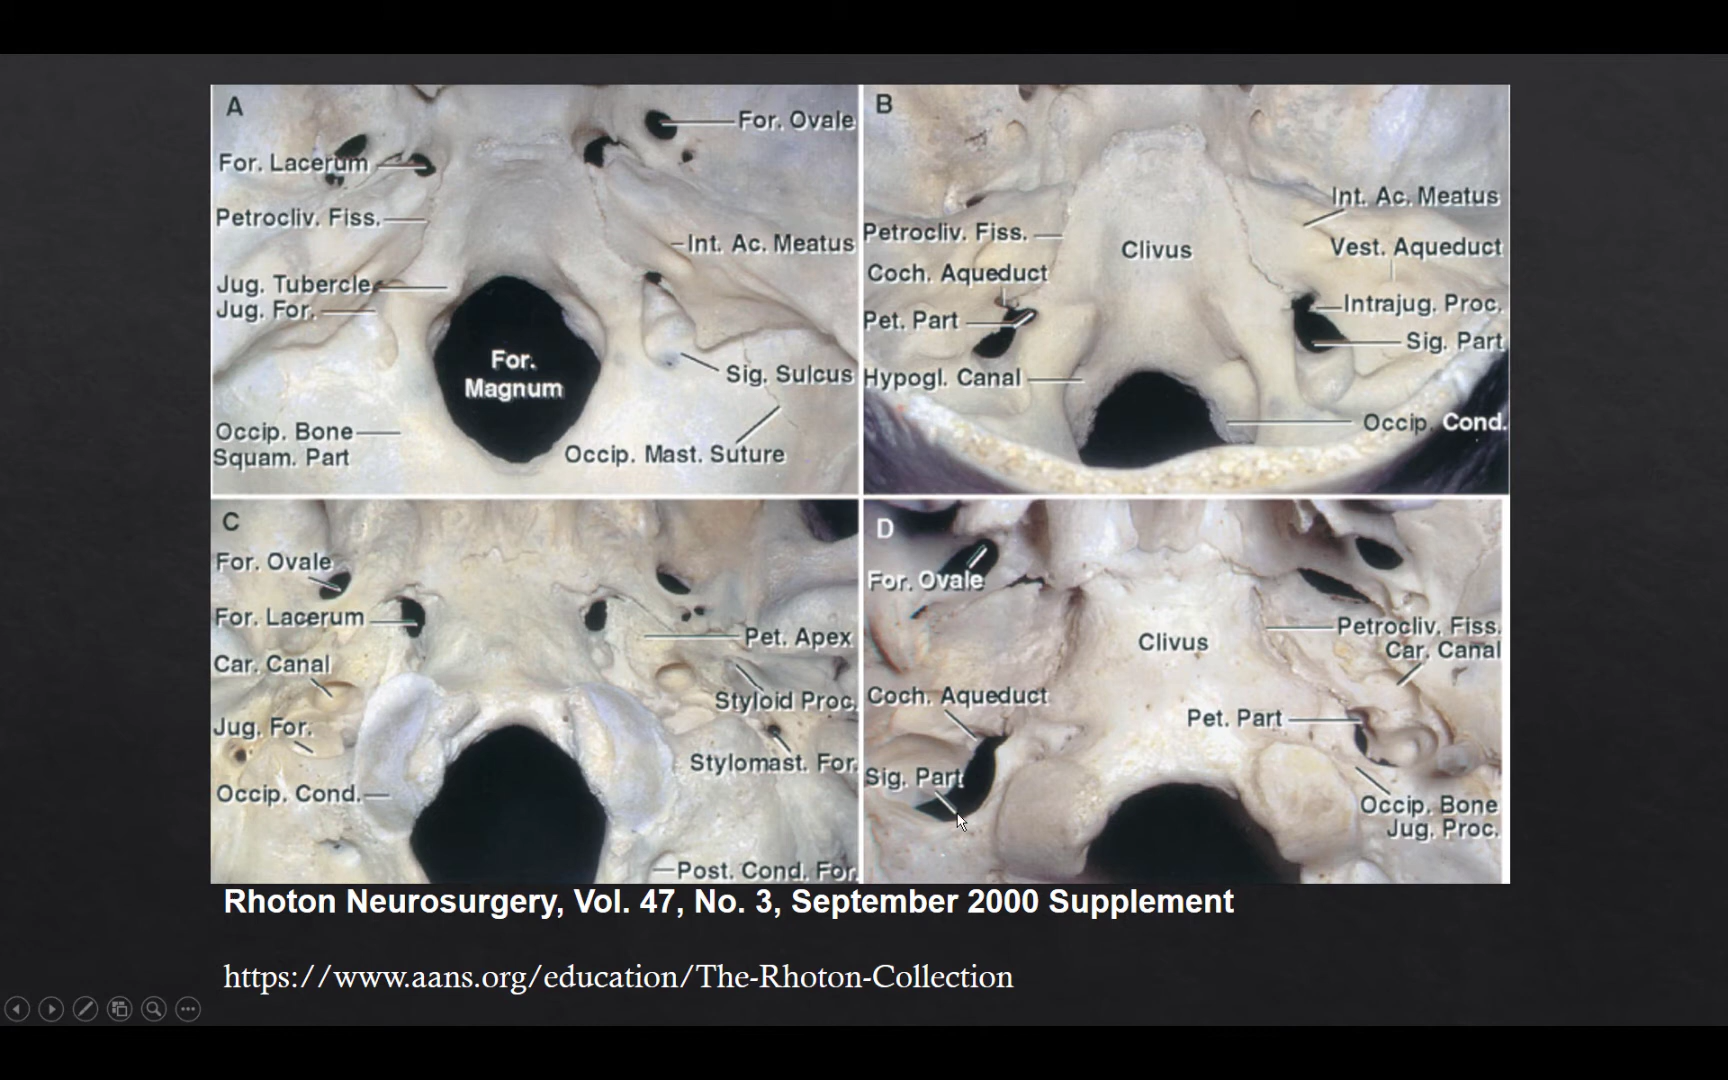 A
For. Ovale
For. Lacerum
Petrocliv. Fiss.
Int. Ac. Meatus
Jug. Tubercle
Jug. For.
For.
Magnum
Sig. Sulcus
Occip. Bone
Squam. Part
Occip. Mast. Suture
B
Int. Ac. Meatus
Petrocliv. Fiss.
Clivus
Vest. Aqueduct
Coch. Aqueduct
Intrajug. Proc.
Pet. Part
Sig. Part
Hypogl. Canal
Occip. Cond.
C
For. Ovale
For. Lacerum
Pet. Apex
Car. Canal
Styloid Proc.
Jug. For.
Stylomast. For.
Occip. Cond.
Post. Cond. For.
D
For. Ovale
Petrocliv. Fiss.
Clivus
Car. Canal
Coch. Aqueduct
Pet. Part
Sig. Part
Occip. Bone
Jug. Proc.
Rhoton Neurosurgery, Vol. 47, No. 3, September 2000 Supplement
https://www.aans.org/education/The-Rhoton-Collection